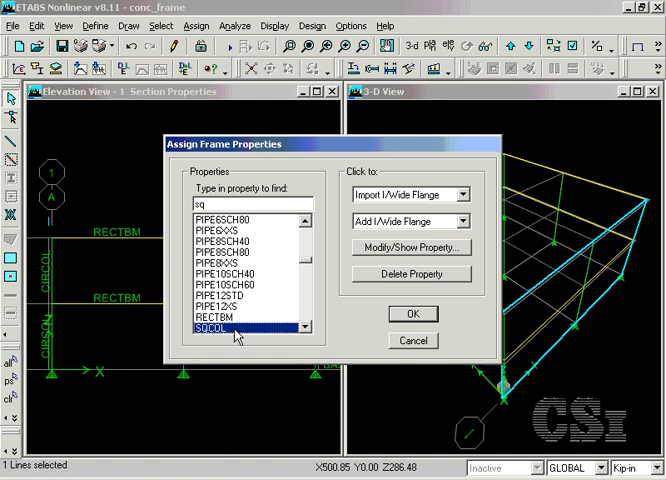 ETABS Nonlinear v8.11 - conc_frame
File Edit View Define Draw Select Assign Analyze Display Design Options Help
3-d
Elevation View - 1 Section Properties
3-D View
Assign Frame Properties
Properties
Type in property to find:
sq
PIPE6SCH80
PIPE6XXS
PIPE8SCH40
PIPE8SCH80
PIPE8XXS
PIPE10SCH40
PIPE10SCH60
PIPE12STD
PIPE12XS
RECTBM
SQCOL
Click to:
Import I/Wide Flange
Add I/Wide Flange
Modify/Show Property...
Delete Property
OK
Cancel
1
A
RECTBM
CIRCOL
RECTBM
CIRCOL
X
all
ps
clr
CSI
1 Lines selected
X500.85 Y0.00 Z286.48
Inactive
GLOBAL
Kip-in